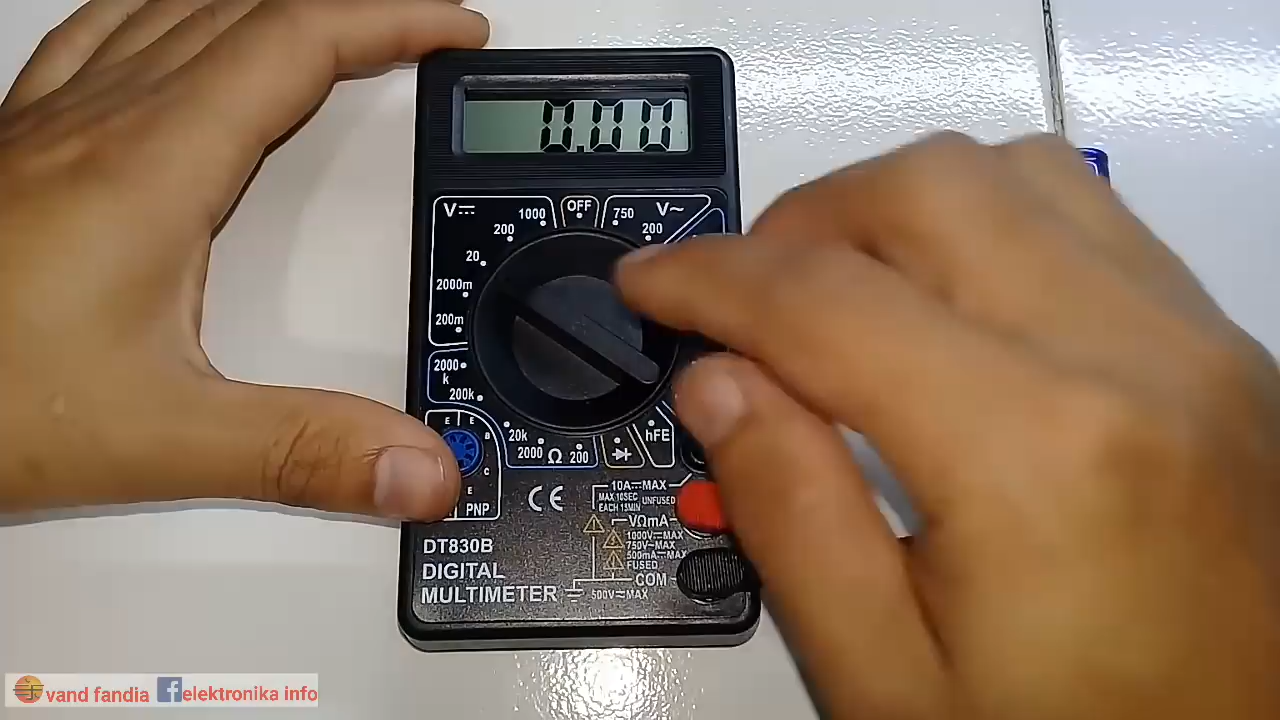 0.00
V⎓
1000
OFF
750
V~
200
200
20
2000m
200m
2000
k
200k
20k
2000
Ω
200
hFE
E
E
B
C
E
PNP
CE
10A⎓MAX
MAX 10SEC
EACH 15MIN
UNFUSED
VΩmA
1000V⎓MAX
750V~MAX
500mA⎓MAX
FUSED
COM
500V≂MAX
DT830B
DIGITAL
MULTIMETER
vand fandia
f elektronika info